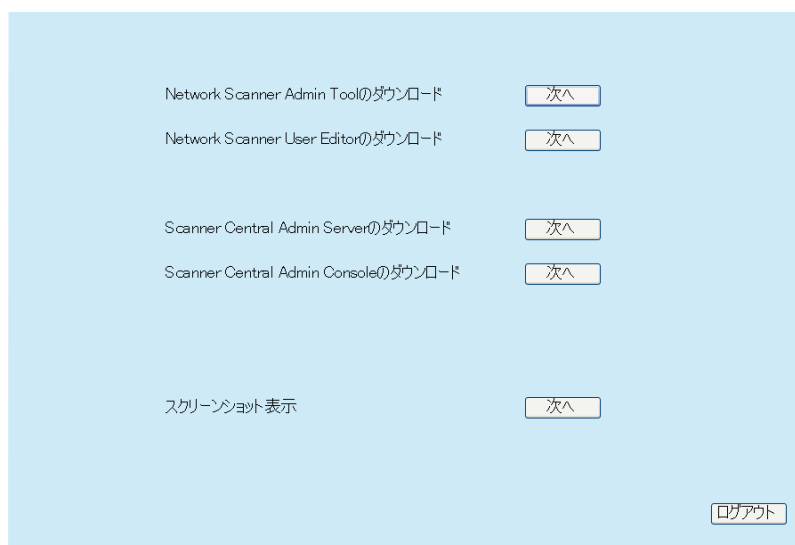 Network Scanner Admin Toolのダウンロード 次へ
Network Scanner User Editorのダウンロード 次へ
Scanner Central Admin Serverのダウンロード 次へ
Scanner Central Admin Consoleのダウンロード 次へ
スクリーンショット表示 次へ
ログアウト